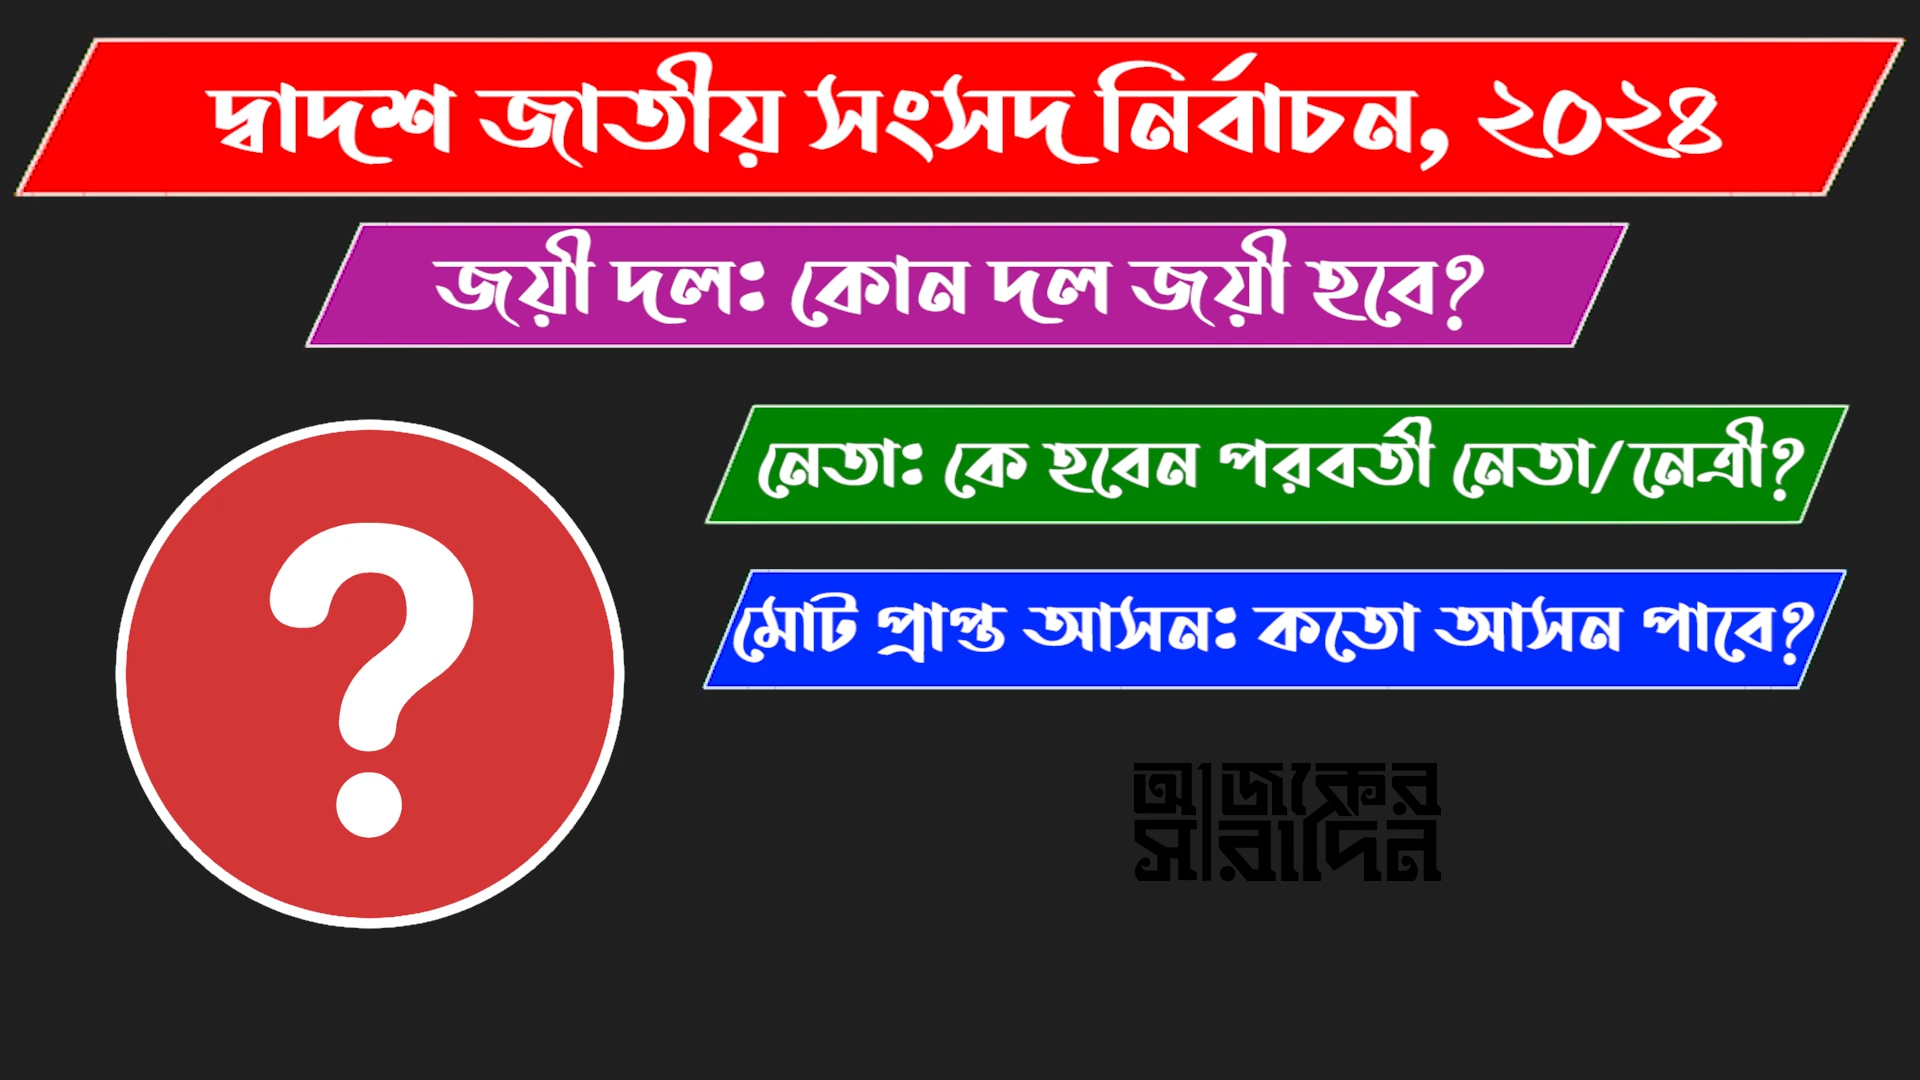 দ্বাদশ জাতীয় সংসদ নির্বাচন, ২০২৪
জয়ী দল: কোন দল জয়ী হবে?
নেতা: কে হবেন পরবর্তী নেতা/নেত্রী?
মোট প্রাপ্ত আসন: কতো আসন পাবে?
আজকের
সারাদিন